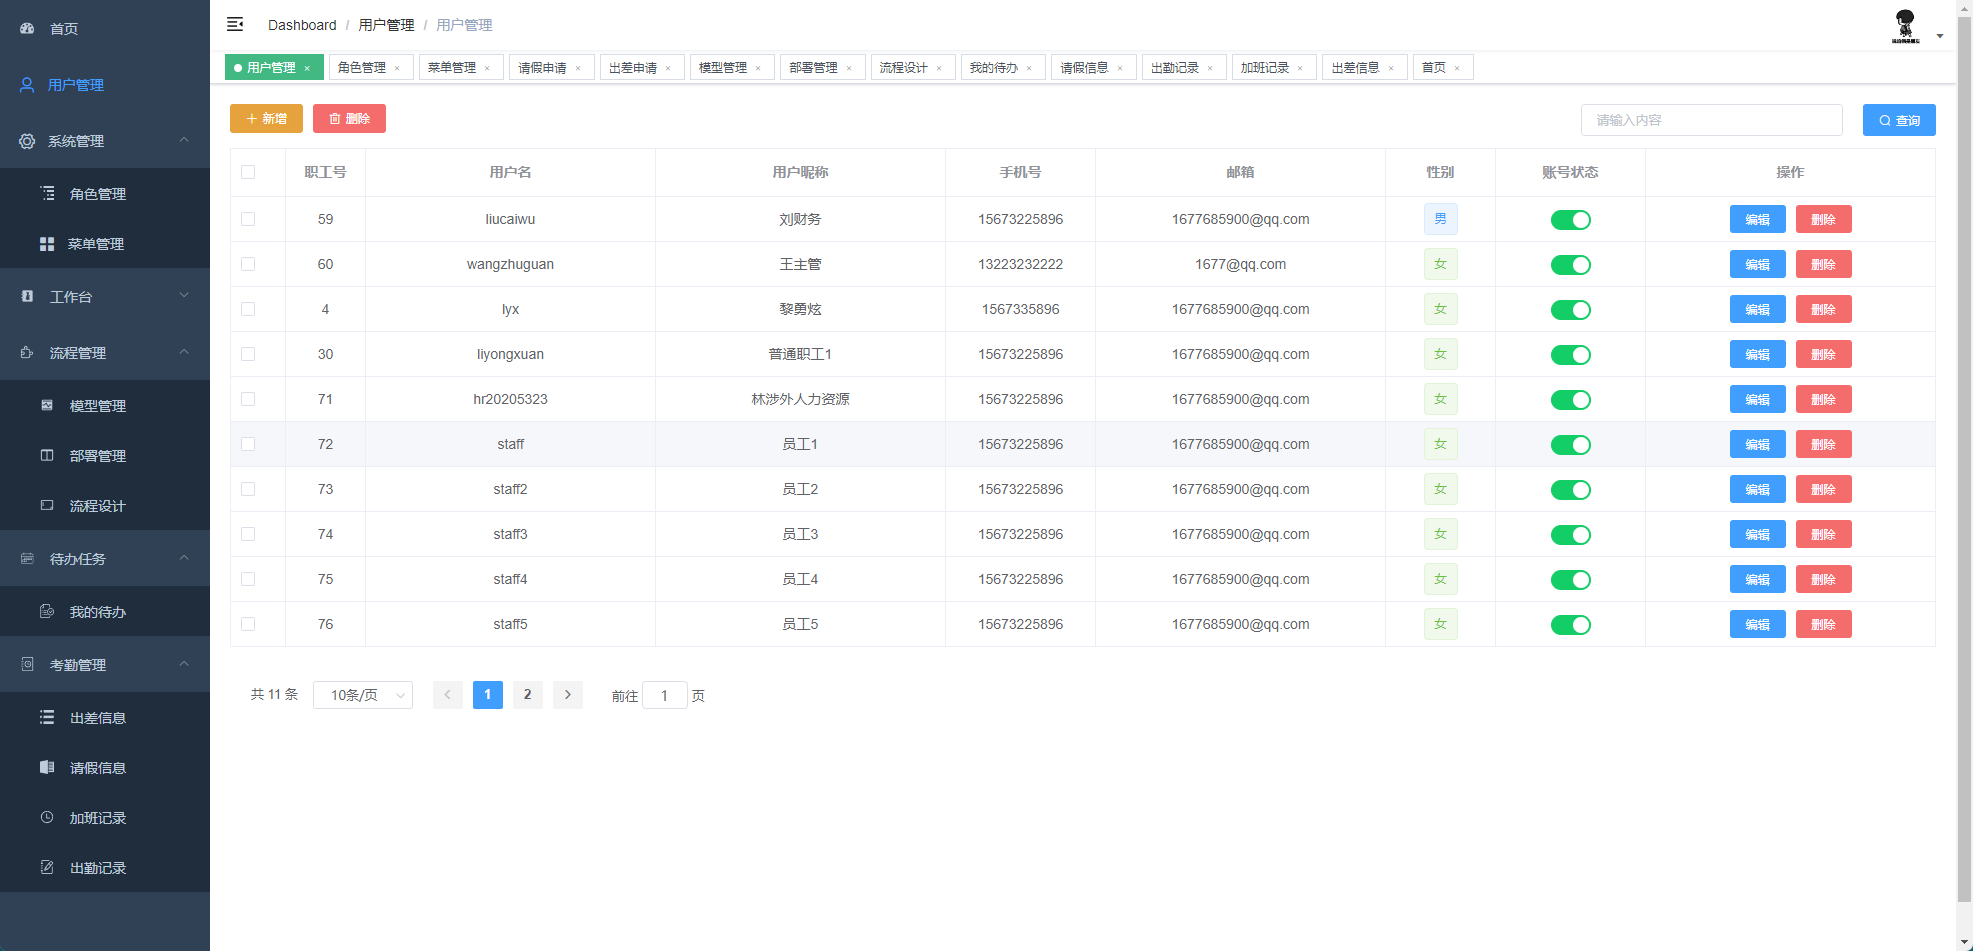 首页
用户管理
系统管理
角色管理
菜单管理
工作台
流程管理
模型管理
部署管理
流程设计
待办任务
我的待办
考勤管理
出差信息
请假信息
加班记录
出勤记录
Dashboard / 用户管理 / 用户管理
用户管理 × 角色管理 × 菜单管理 × 请假申请 × 出差申请 × 模型管理 × 部署管理 × 流程设计 × 我的待办 × 请假信息 × 出勤记录 × 加班记录 × 出差信息 × 首页 ×
新增 删除 请输入内容 查询
职工号 用户名 用户昵称 手机号 邮箱 性别 账号状态 操作
59 liucaiwu 刘财务 15673225896 1677685900@qq.com 男 编辑 删除
60 wangzhuguan 王主管 13223232222 1677@qq.com 女 编辑 删除
4 lyx 黎勇炫 1567335896 1677685900@qq.com 女 编辑 删除
30 liyongxuan 普通职工1 15673225896 1677685900@qq.com 女 编辑 删除
71 hr20205323 林涉外人力资源 15673225896 1677685900@qq.com 女 编辑 删除
72 staff 员工1 15673225896 1677685900@qq.com 女 编辑 删除
73 staff2 员工2 15673225896 1677685900@qq.com 女 编辑 删除
74 staff3 员工3 15673225896 1677685900@qq.com 女 编辑 删除
75 staff4 员工4 15673225896 1677685900@qq.com 女 编辑 删除
76 staff5 员工5 15673225896 1677685900@qq.com 女 编辑 删除
共 11 条 10条/页 1 2 前往 1 页